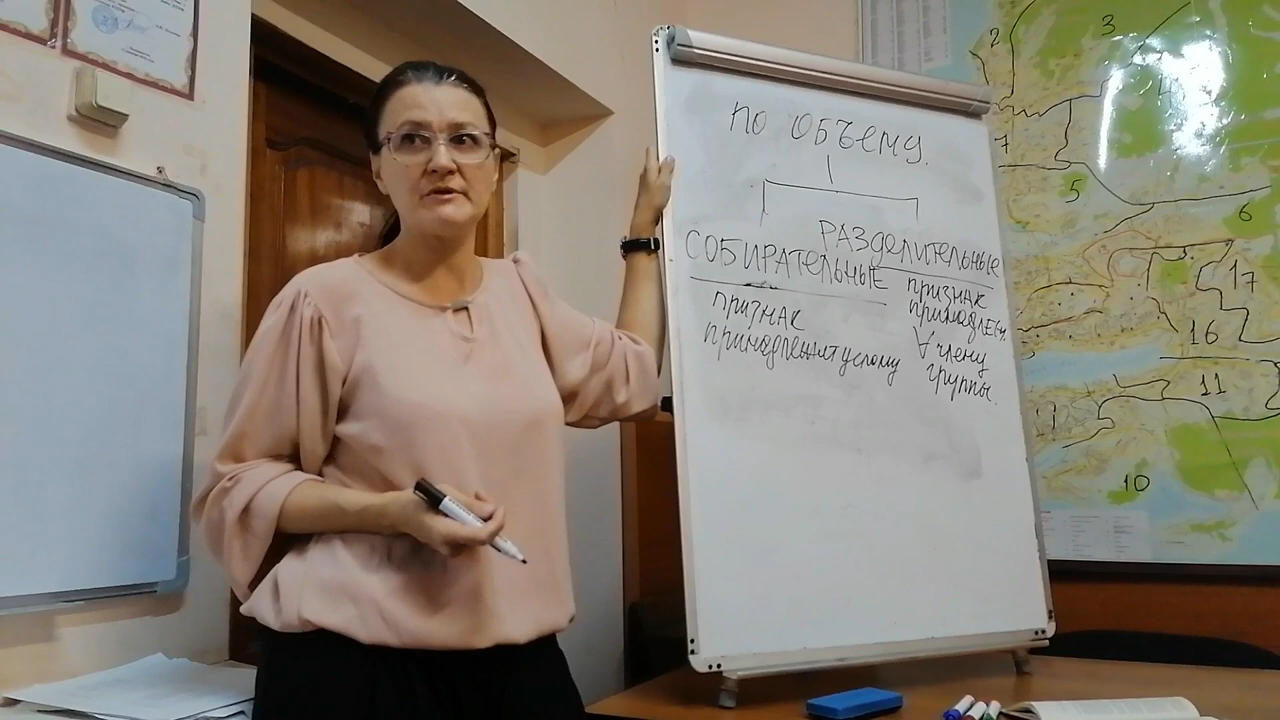 по объему.
СОБИРАТЕЛЬНЫЕ
признак
принадлежит целому
РАЗДЕЛИТЕЛЬНЫЕ
признак
принадлеж.
∀ члену
группы.
2
3
4
7
5
6
17
16
11
10